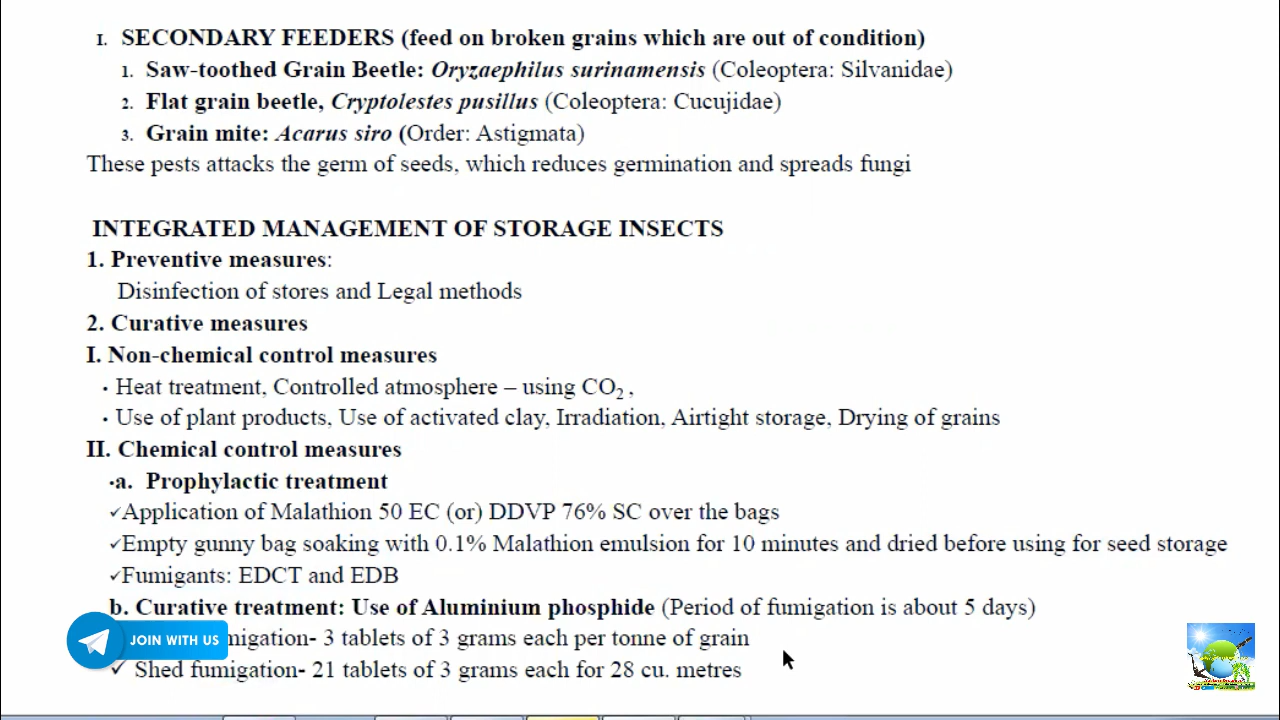 I. SECONDARY FEEDERS (feed on broken grains which are out of condition)
1. Saw-toothed Grain Beetle: Oryzaephilus surinamensis (Coleoptera: Silvanidae)
2. Flat grain beetle, Cryptolestes pusillus (Coleoptera: Cucujidae)
3. Grain mite: Acarus siro (Order: Astigmata)
These pests attacks the germ of seeds, which reduces germination and spreads fungi
INTEGRATED MANAGEMENT OF STORAGE INSECTS
1. Preventive measures:
Disinfection of stores and Legal methods
2. Curative measures
I. Non-chemical control measures
· Heat treatment, Controlled atmosphere – using CO₂ ,
· Use of plant products, Use of activated clay, Irradiation, Airtight storage, Drying of grains
II. Chemical control measures
·a. Prophylactic treatment
✓Application of Malathion 50 EC (or) DDVP 76% SC over the bags
✓Empty gunny bag soaking with 0.1% Malathion emulsion for 10 minutes and dried before using for seed storage
✓Fumigants: EDCT and EDB
b. Curative treatment: Use of Aluminium phosphide (Period of fumigation is about 5 days)
JOIN WITH US
migation- 3 tablets of 3 grams each per tonne of grain
✓ Shed fumigation- 21 tablets of 3 grams each for 28 cu. metres